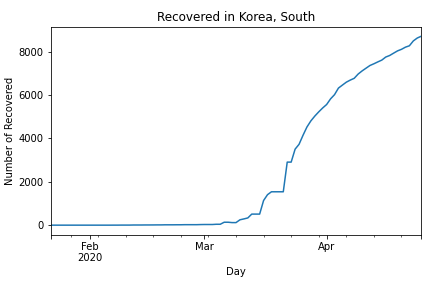 Recovered in Korea, South
Number of Recovered
8000
6000
4000
2000
0
Feb
2020
Mar
Apr
Day